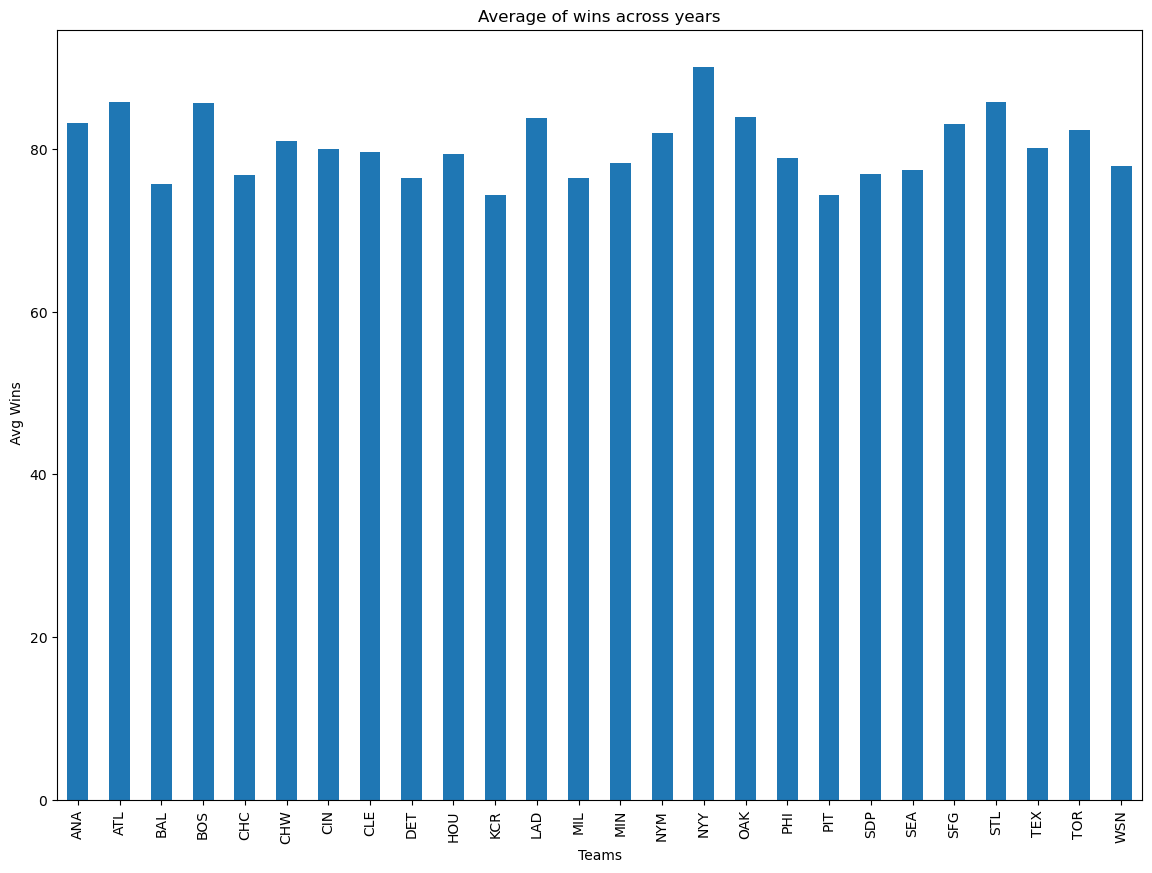 Average of wins across years
Avg Wins
80
60
40
20
0
ANA
ATL
BAL
BOS
CHC
CHW
CIN
CLE
DET
HOU
KCR
LAD
MIL
MIN
NYM
NYY
OAK
PHI
PIT
SDP
SEA
SFG
STL
TEX
TOR
WSN
Teams